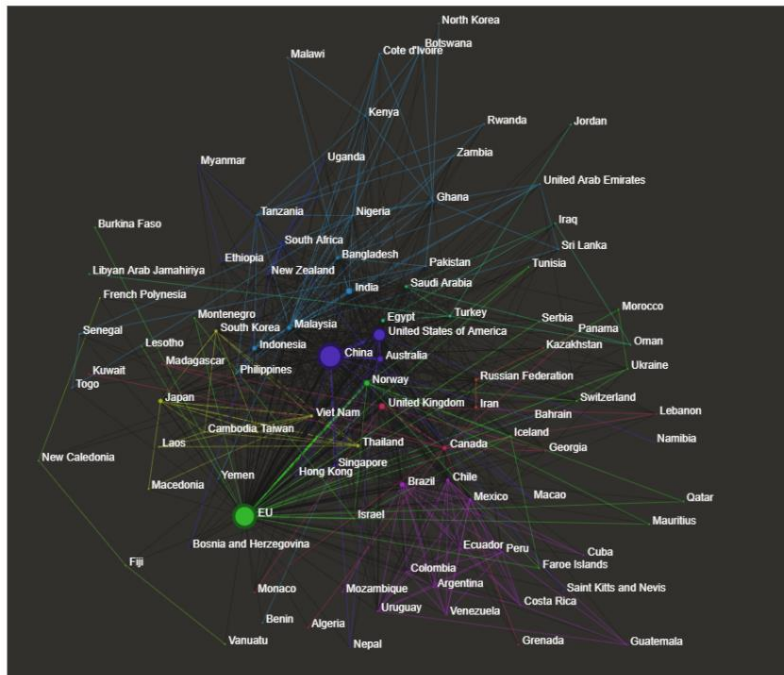 North Korea
Botswana
Cote d'Ivoire
Malawi
Kenya
Rwanda
Jordan
Zambia
Uganda
Myanmar
United Arab Emirates
Ghana
Tanzania
Nigeria
Iraq
Burkina Faso
South Africa
Sri Lanka
Bangladesh
Ethiopia
Pakistan
Tunisia
New Zealand
Libyan Arab Jamahiriya
Saudi Arabia
India
French Polynesia
Morocco
Montenegro
Egypt
Turkey
Serbia
Senegal
South Korea
Malaysia
United States of America
Panama
Lesotho
Indonesia
Kazakhstan
Oman
China
Australia
Madagascar
Ukraine
Kuwait
Philippines
Togo
Norway
Russian Federation
Japan
United Kingdom
Iran
Switzerland
Viet Nam
Bahrain
Lebanon
Cambodia
Taiwan
Iceland
Namibia
Laos
Thailand
Canada
Georgia
New Caledonia
Singapore
Hong Kong
Yemen
Chile
Brazil
Macedonia
Mexico
Macao
Qatar
EU
Israel
Mauritius
Bosnia and Herzegovina
Ecuador
Peru
Cuba
Fiji
Colombia
Faroe Islands
Monaco
Mozambique
Argentina
Saint Kitts and Nevis
Costa Rica
Uruguay
Venezuela
Benin
Algeria
Vanuatu
Nepal
Grenada
Guatemala